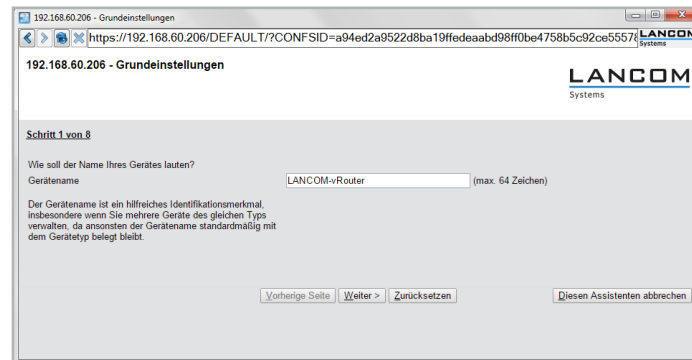 192.168.60.206 - Grundeinstellungen
https://192.168.60.206/DEFAULT/?CONFSID=a94ed2a9522d8ba19ffedeaabd98ff0be4758b5c92ce55578
LANCOM
Systems
192.168.60.206 - Grundeinstellungen
LANCOM
Systems
Schritt 1 von 8
Wie soll der Name Ihres Gerätes lauten?
Gerätename LANCOM-vRouter (max. 64 Zeichen)
Der Gerätename ist ein hilfreiches Identifikationsmerkmal,
insbesondere wenn Sie mehrere Geräte des gleichen Typs
verwalten, da ansonsten der Gerätename standardmäßig mit
dem Gerätetyp belegt bleibt.
Vorherige Seite Weiter > Zurücksetzen Diesen Assistenten abbrechen